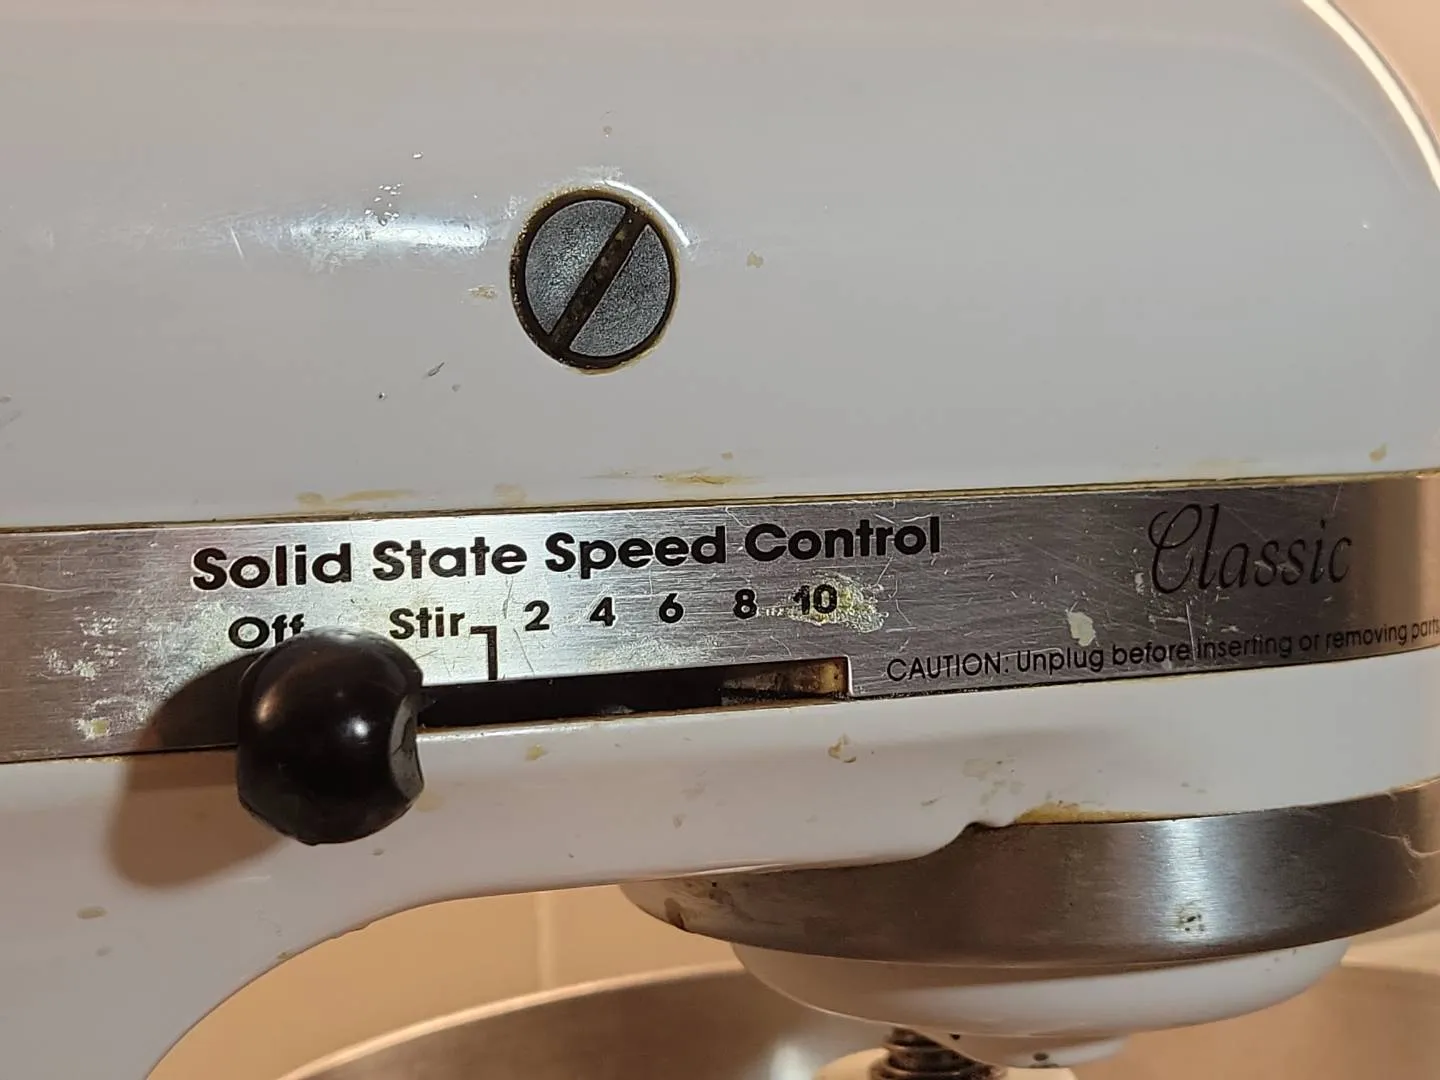 Solid State Speed Control
Off Stir 2 4 6 8 10
Classic
CAUTION: Unplug before inserting or removing parts